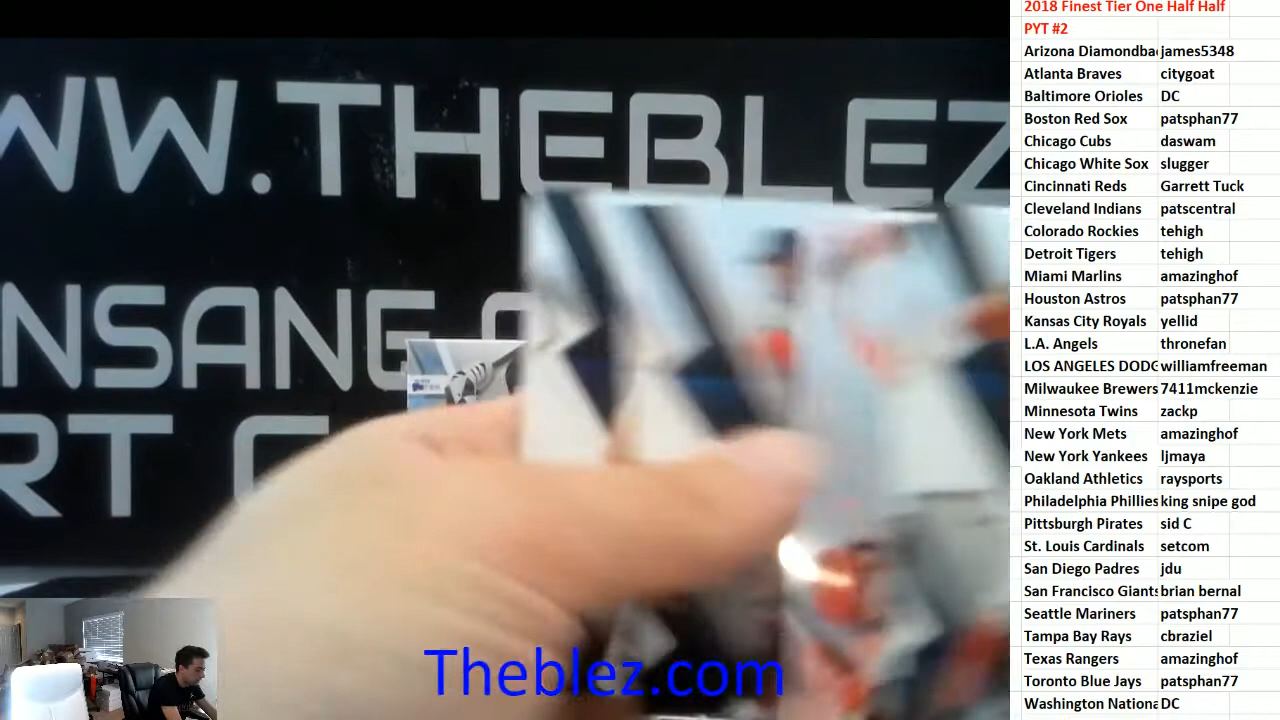 WW.THEBLEZ
NSANG
RT
Theblez.com
2018 Finest Tier One Half Half
PYT #2
Arizona Diamondba james5348
Atlanta Braves citygoat
Baltimore Orioles DC
Boston Red Sox patsphan77
Chicago Cubs daswam
Chicago White Sox slugger
Cincinnati Reds Garrett Tuck
Cleveland Indians patscentral
Colorado Rockies tehigh
Detroit Tigers tehigh
Miami Marlins amazinghof
Houston Astros patsphan77
Kansas City Royals yellid
L.A. Angels thronefan
LOS ANGELES DODG williamfreeman
Milwaukee Brewers 7411mckenzie
Minnesota Twins zackp
New York Mets amazinghof
New York Yankees ljmaya
Oakland Athletics raysports
Philadelphia Phillies king snipe god
Pittsburgh Pirates sid C
St. Louis Cardinals setcom
San Diego Padres jdu
San Francisco Giants brian bernal
Seattle Mariners patsphan77
Tampa Bay Rays cbraziel
Texas Rangers amazinghof
Toronto Blue Jays patsphan77
Washington Nationa DC